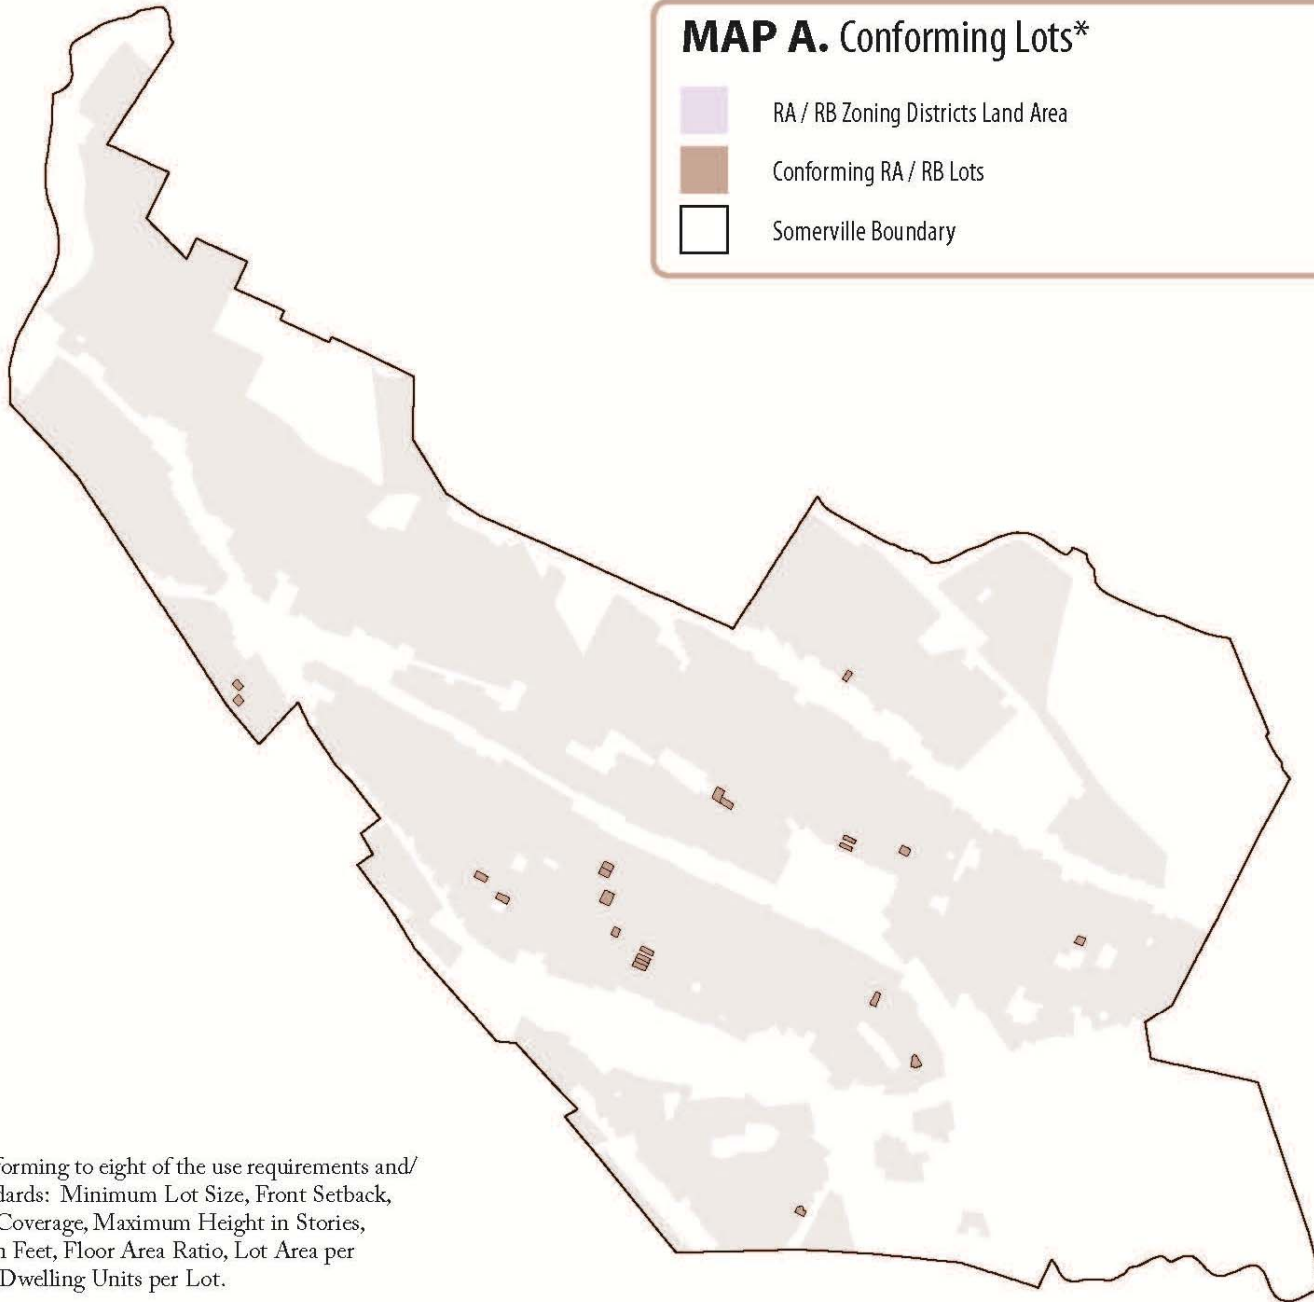 MAP A. Conforming Lots*
RA / RB Zoning Districts Land Area
Conforming RA / RB Lots
Somerville Boundary
forming to eight of the use requirements and/
dards: Minimum Lot Size, Front Setback,
Coverage, Maximum Height in Stories,
n Feet, Floor Area Ratio, Lot Area per
Dwelling Units per Lot.